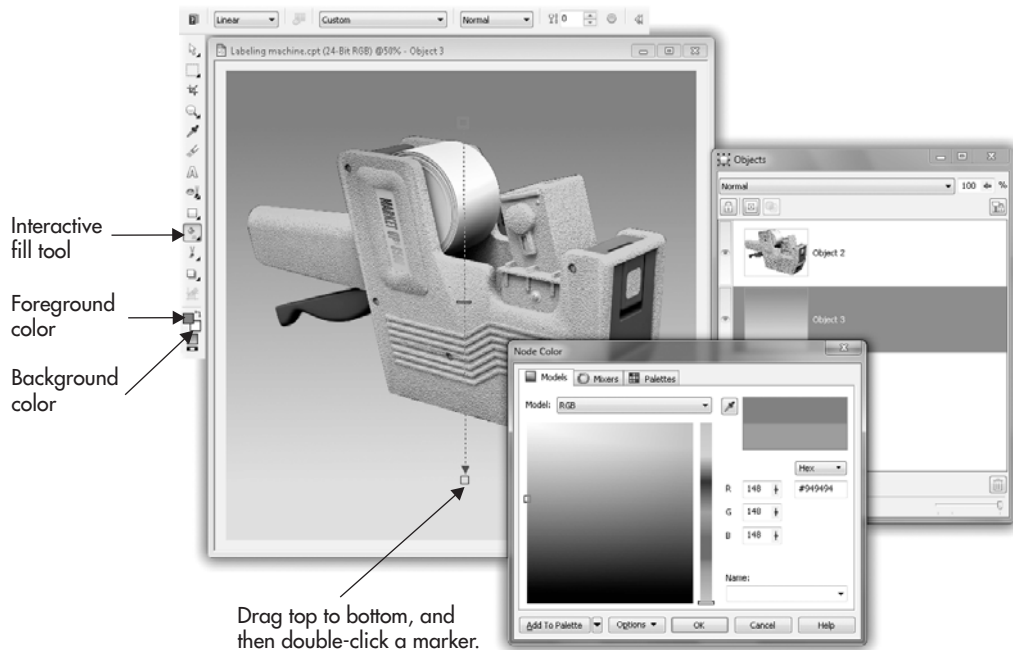 Linear
Custom
Normal
0
Labeling machine.cpt (24-Bit RGB) @50% - Object 3
Objects
Normal
100
%
Object 2
Object 3
Interactive
fill tool
Foreground
color
Background
color
Node Color
Models
Mixers
Palettes
Model:
RGB
Hex
R 148
#949494
G 148
B 148
Name:
Add To Palette
Options
OK
Cancel
Help
Drag top to bottom, and
then double-click a marker.